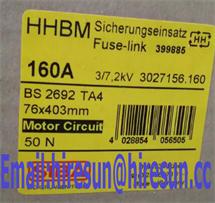 HHBM Sicherungseinsatz
Fuse-link 399885
160A 3/7,2kV 3027156.160
BS 2692 TA4
76x403mm
Motor Circuit
50 N
4 028854 056505
Email:hiresun@hiresun.cc